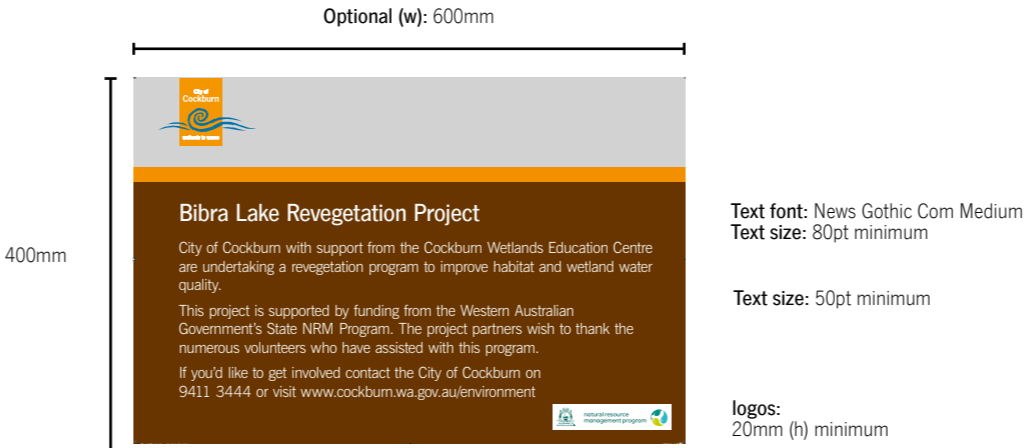 Optional (w): 600mm
City of
Cockburn
wetlands to waves
400mm
Bibra Lake Revegetation Project
City of Cockburn with support from the Cockburn Wetlands Education Centre
are undertaking a revegetation program to improve habitat and wetland water
quality.
This project is supported by funding from the Western Australian
Government's State NRM Program. The project partners wish to thank the
numerous volunteers who have assisted with this program.
If you'd like to get involved contact the City of Cockburn on
9411 3444 or visit www.cockburn.wa.gov.au/environment
natural resource
management program
Text font: News Gothic Com Medium
Text size: 80pt minimum
Text size: 50pt minimum
logos:
20mm (h) minimum